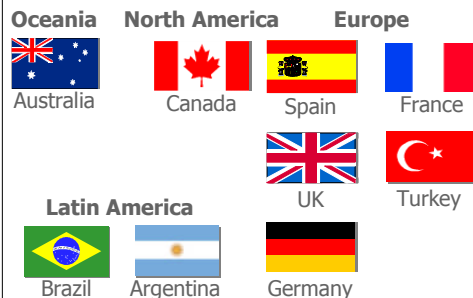 Oceania North America Europe
Australia Canada Spain France
UK Turkey
Latin America
Brazil Argentina Germany